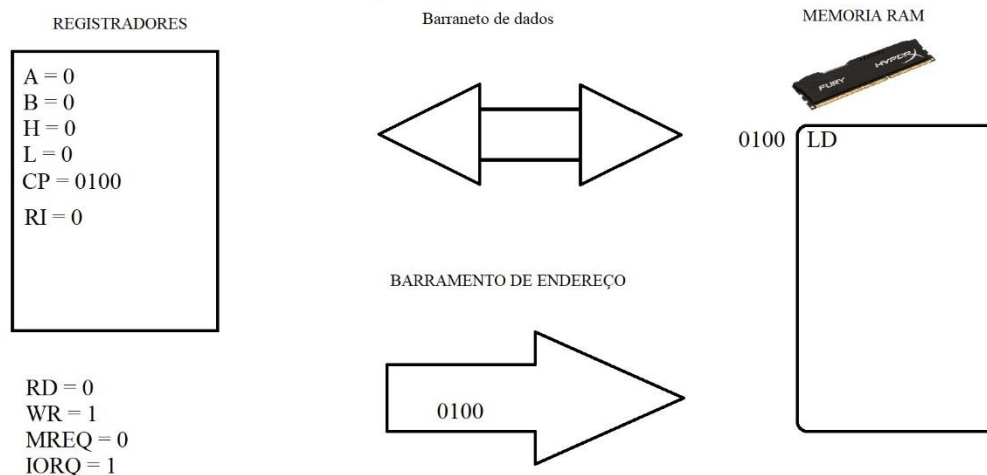 REGISTRADORES
A = 0
B = 0
H = 0
L = 0
CP = 0100
RI = 0
RD = 0
WR = 1
MREQ = 0
IORQ = 1
Barraneto de dados
BARRAMENTO DE ENDEREÇO
0100
MEMORIA RAM
FURY HYPERX
0100 LD